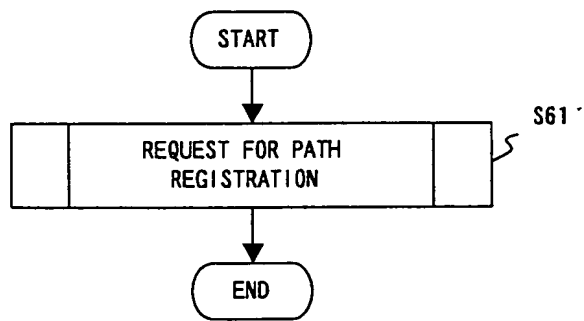 START
S61
REQUEST FOR PATH
REGISTRATION
END